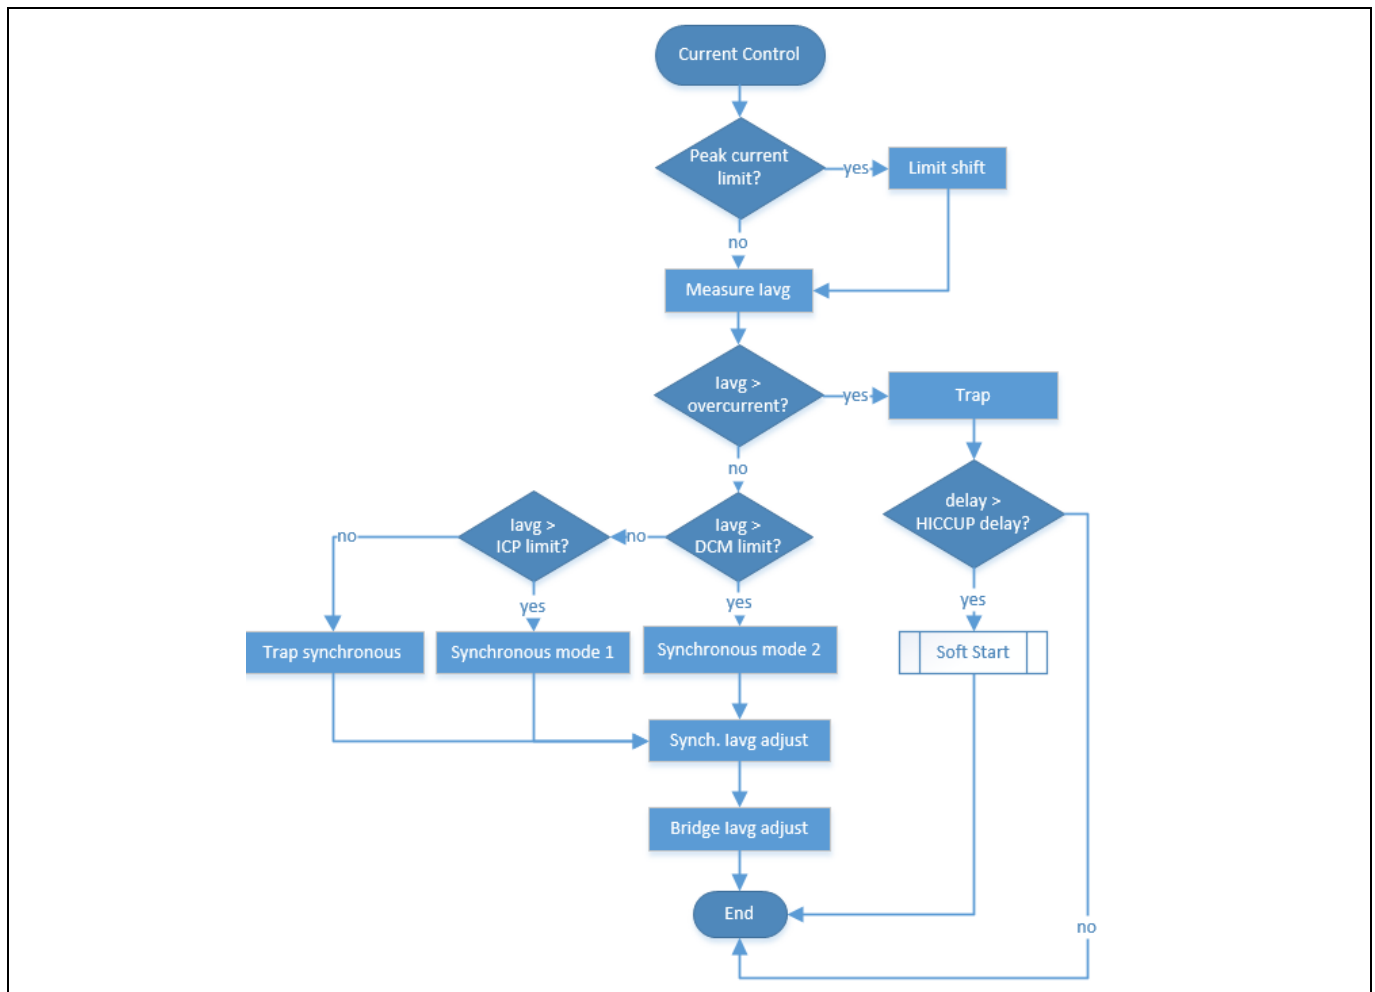 Current Control
Peak current
limit?
yes
Limit shift
no
Measure Iavg
Iavg >
overcurrent?
yes
Trap
no
delay >
HICCUP delay?
Iavg >
ICP limit?
Iavg >
DCM limit?
no
no
yes
yes
yes
Trap synchronous
Synchronous mode 1
Synchronous mode 2
Soft Start
Synch. Iavg adjust
Bridge Iavg adjust
End
no